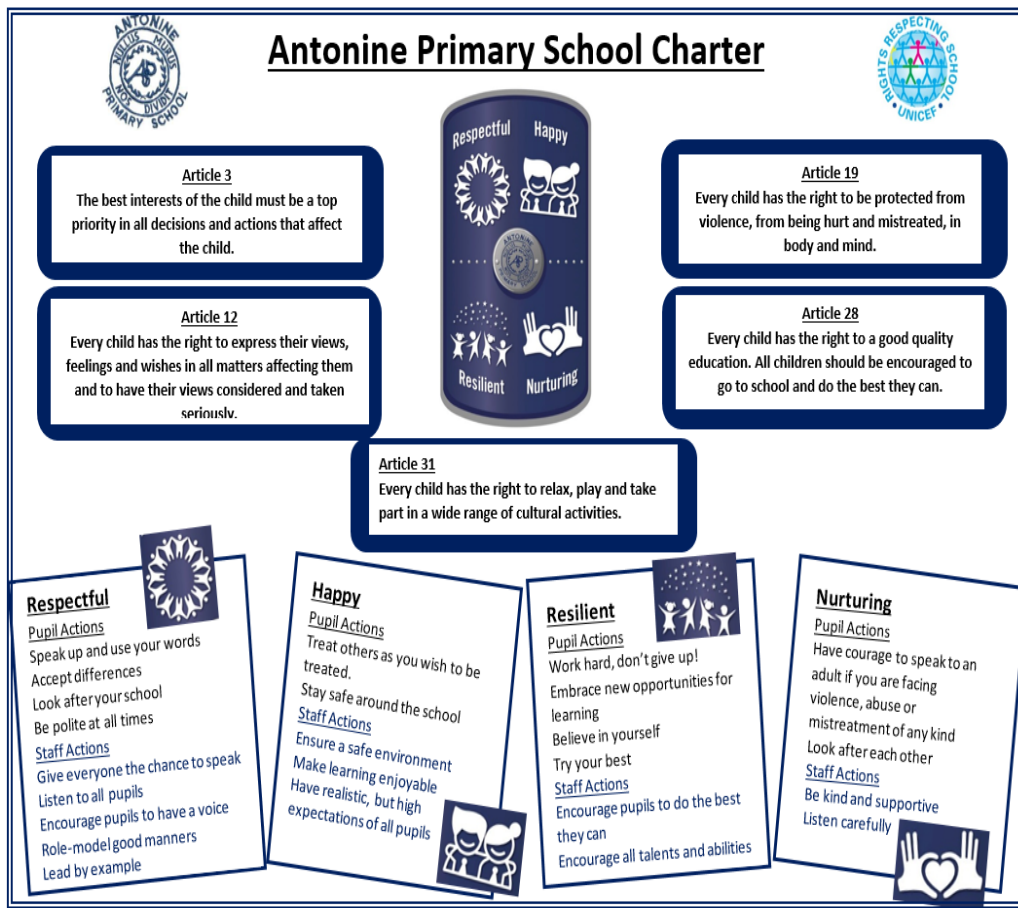 Antonine Primary School Charter
ANTONINE
NULLUS MURUS
NOS DIVIDIT
PRIMARY SCHOOL
RIGHTS RESPECTING SCHOOL
UNICEF
Respectful Happy
ANTONINE
Resilient Nurturing
Article 3
The best interests of the child must be a top
priority in all decisions and actions that affect
the child.
Article 19
Every child has the right to be protected from
violence, from being hurt and mistreated, in
body and mind.
Article 12
Every child has the right to express their views,
feelings and wishes in all matters affecting them
and to have their views considered and taken
seriously.
Article 28
Every child has the right to a good quality
education. All children should be encouraged to
go to school and do the best they can.
Article 31
Every child has the right to relax, play and take
part in a wide range of cultural activities.
Respectful
Pupil Actions
Speak up and use your words
Accept differences
Look after your school
Be polite at all times
Staff Actions
Give everyone the chance to speak
Listen to all pupils
Encourage pupils to have a voice
Role-model good manners
Lead by example
Happy
Pupil Actions
Treat others as you wish to be
treated.
Stay safe around the school
Staff Actions
Ensure a safe environment
Make learning enjoyable
Have realistic, but high
expectations of all pupils
Resilient
Pupil Actions
Work hard, don't give up!
Embrace new opportunities for
learning
Believe in yourself
Try your best
Staff Actions
Encourage pupils to do the best
they can
Encourage all talents and abilities
Nurturing
Pupil Actions
Have courage to speak to an
adult if you are facing
violence, abuse or
mistreatment of any kind
Look after each other
Staff Actions
Be kind and supportive
Listen carefully